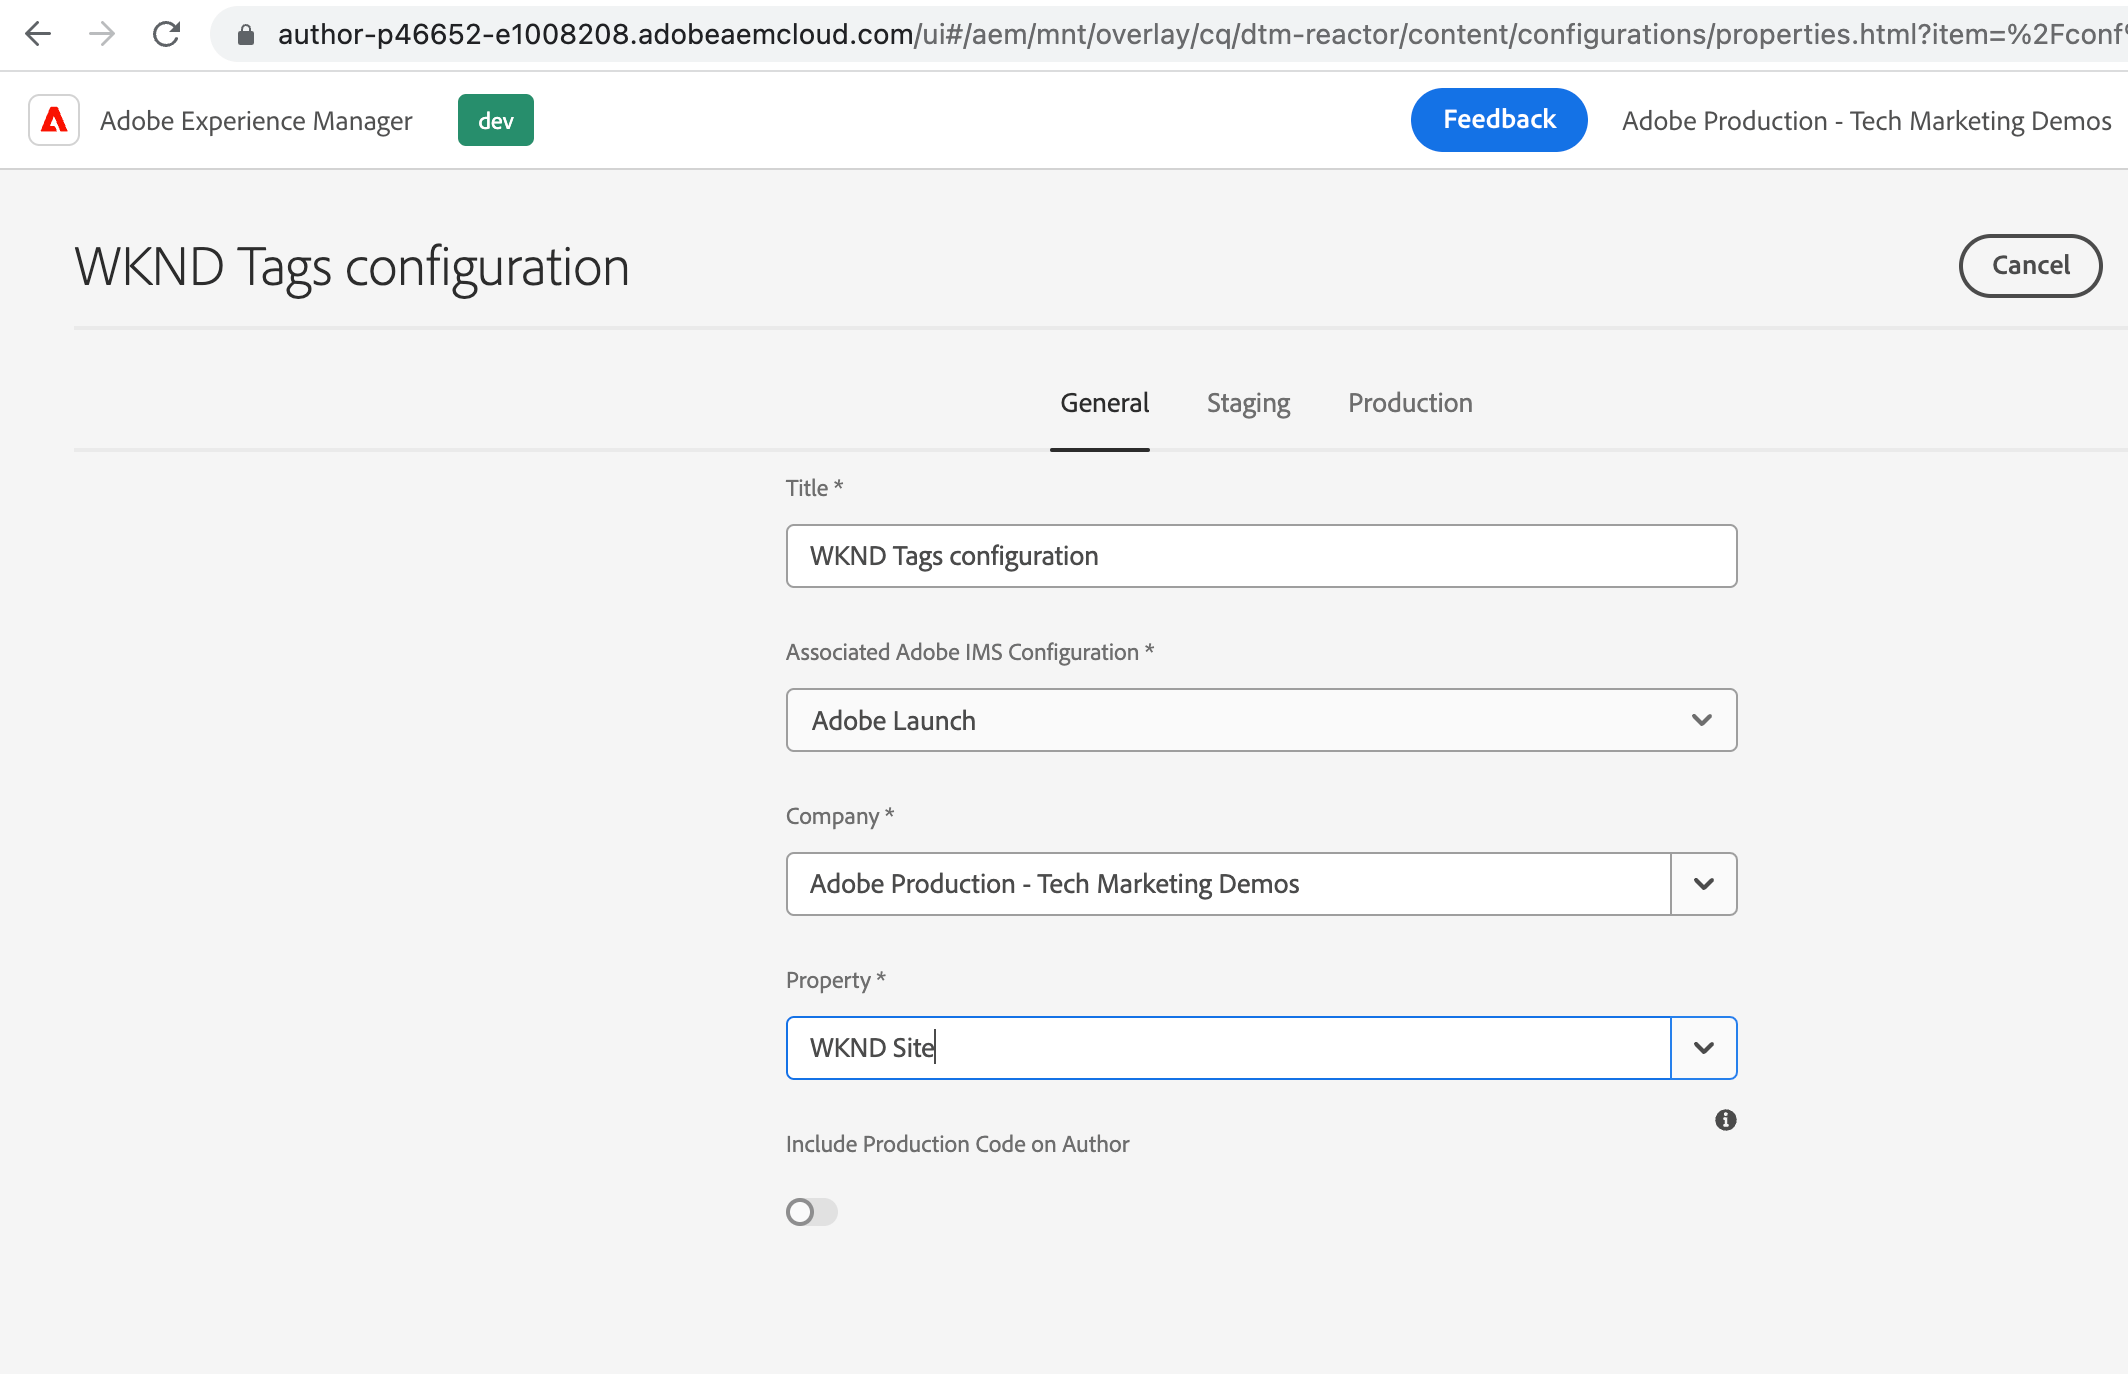 author-p46652-e1008208.adobeaemcloud.com/ui#/aem/mnt/overlay/cq/dtm-reactor/content/configurations/properties.html?item=%2Fconf
Adobe Experience Manager dev Feedback Adobe Production - Tech Marketing Demos
WKND Tags configuration Cancel
General Staging Production
Title *
WKND Tags configuration
Associated Adobe IMS Configuration *
Adobe Launch
Company *
Adobe Production - Tech Marketing Demos
Property *
WKND Site
Include Production Code on Author